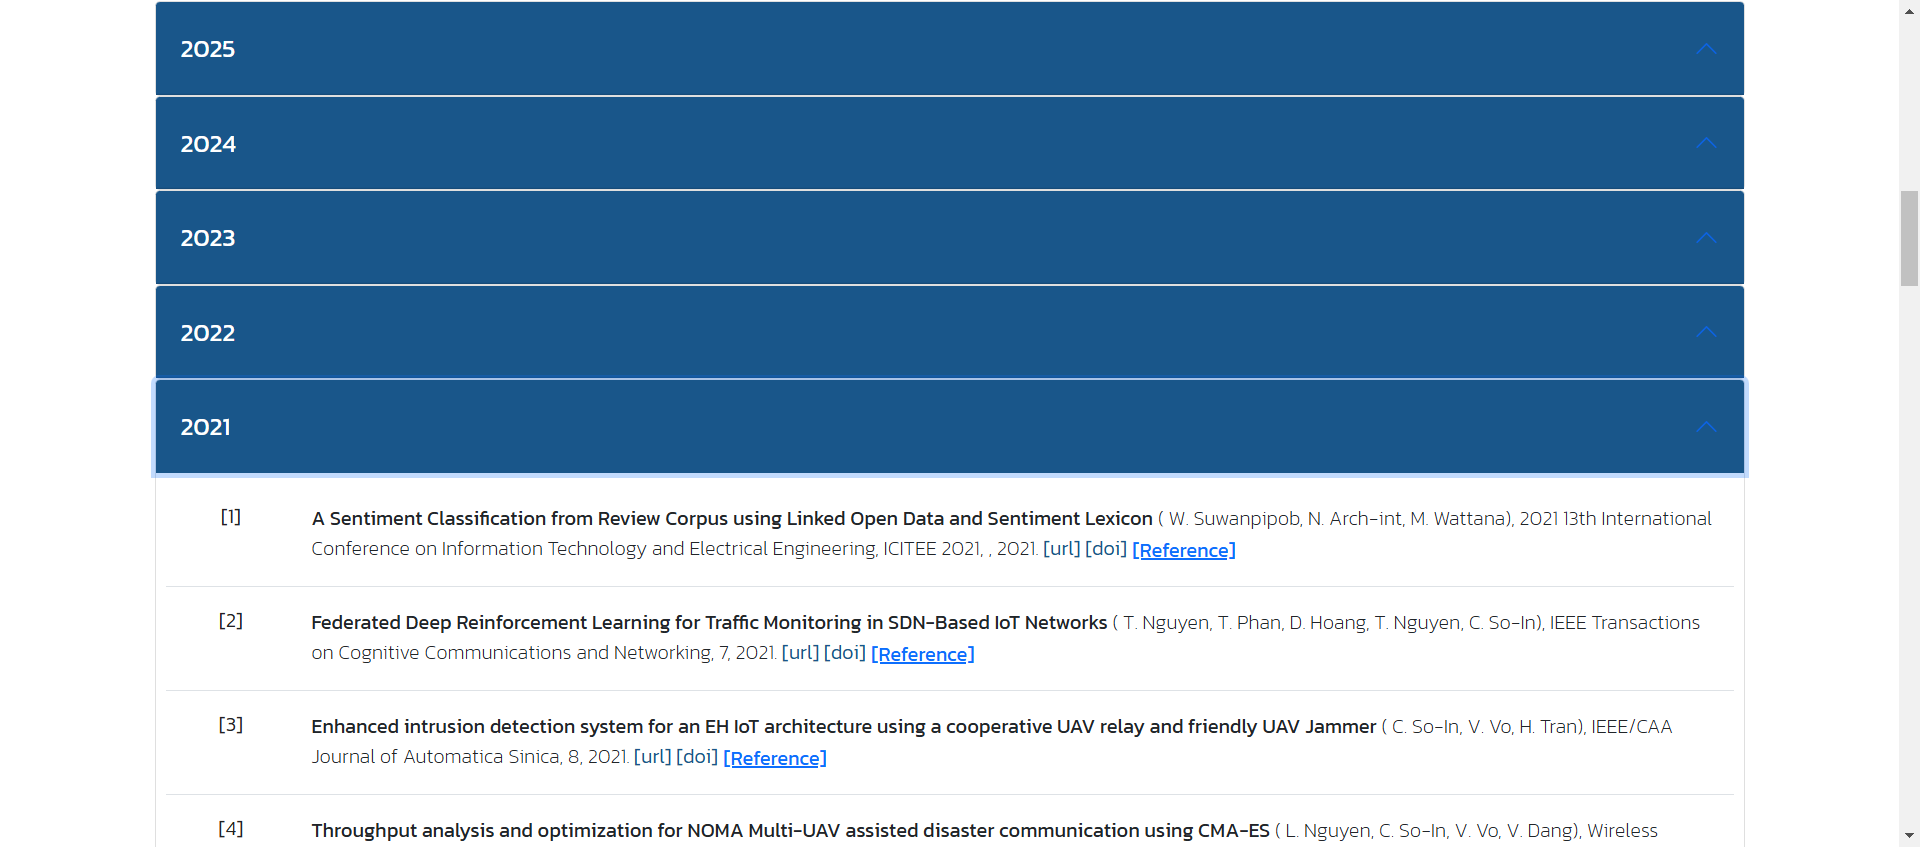 2025
2024
2023
2022
2021
[1] A Sentiment Classification from Review Corpus using Linked Open Data and Sentiment Lexicon ( W. Suwanpipob, N. Arch-int, M. Wattana), 2021 13th International
Conference on Information Technology and Electrical Engineering, ICITEE 2021, , 2021. [url] [doi] [Reference]
[2] Federated Deep Reinforcement Learning for Traffic Monitoring in SDN-Based IoT Networks ( T. Nguyen, T. Phan, D. Hoang, T. Nguyen, C. So-In), IEEE Transactions
on Cognitive Communications and Networking, 7, 2021. [url] [doi] [Reference]
[3] Enhanced intrusion detection system for an EH IoT architecture using a cooperative UAV relay and friendly UAV Jammer ( C. So-In, V. Vo, H. Tran), IEEE/CAA
Journal of Automatica Sinica, 8, 2021. [url] [doi] [Reference]
[4] Throughput analysis and optimization for NOMA Multi-UAV assisted disaster communication using CMA-ES ( L. Nguyen, C. So-In, V. Vo, V. Dang), Wireless